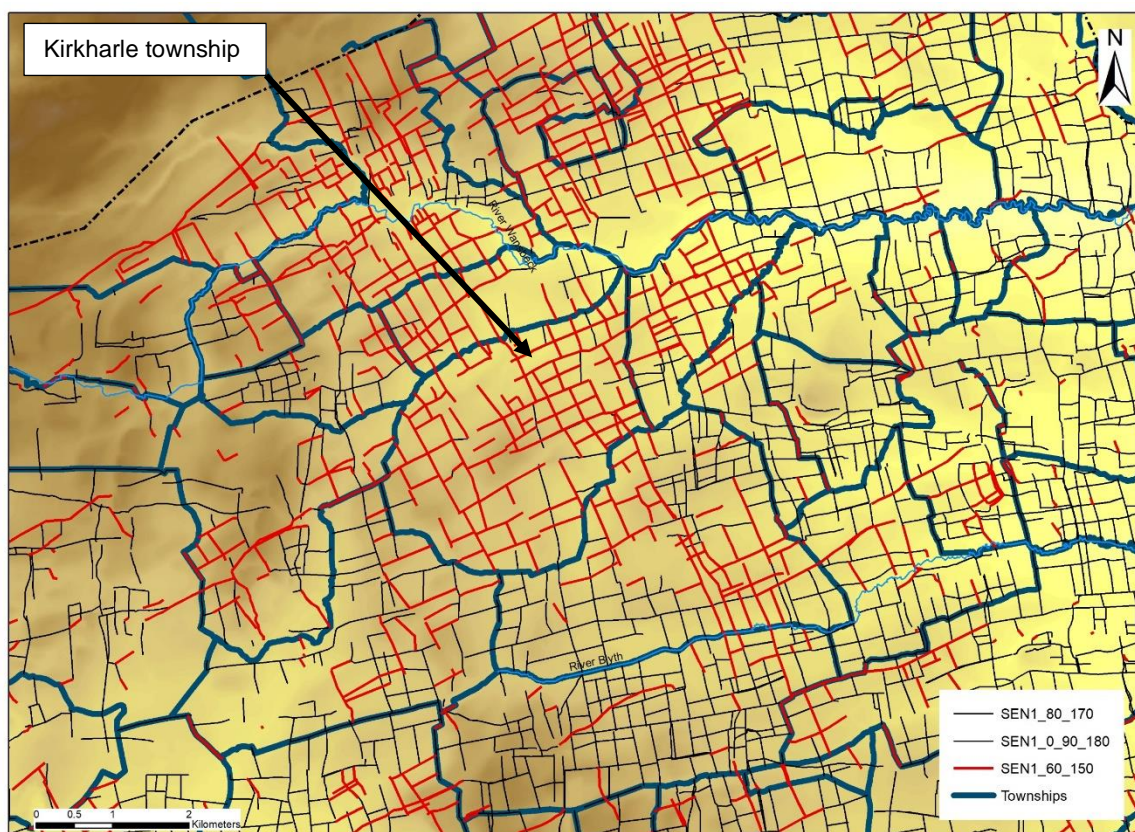 Kirkharle township
N
River Wansbeck
River Blyth
SEN1_80_170
SEN1_0_90_180
SEN1_60_150
Townships
0 0.5 1 2
Kilometers